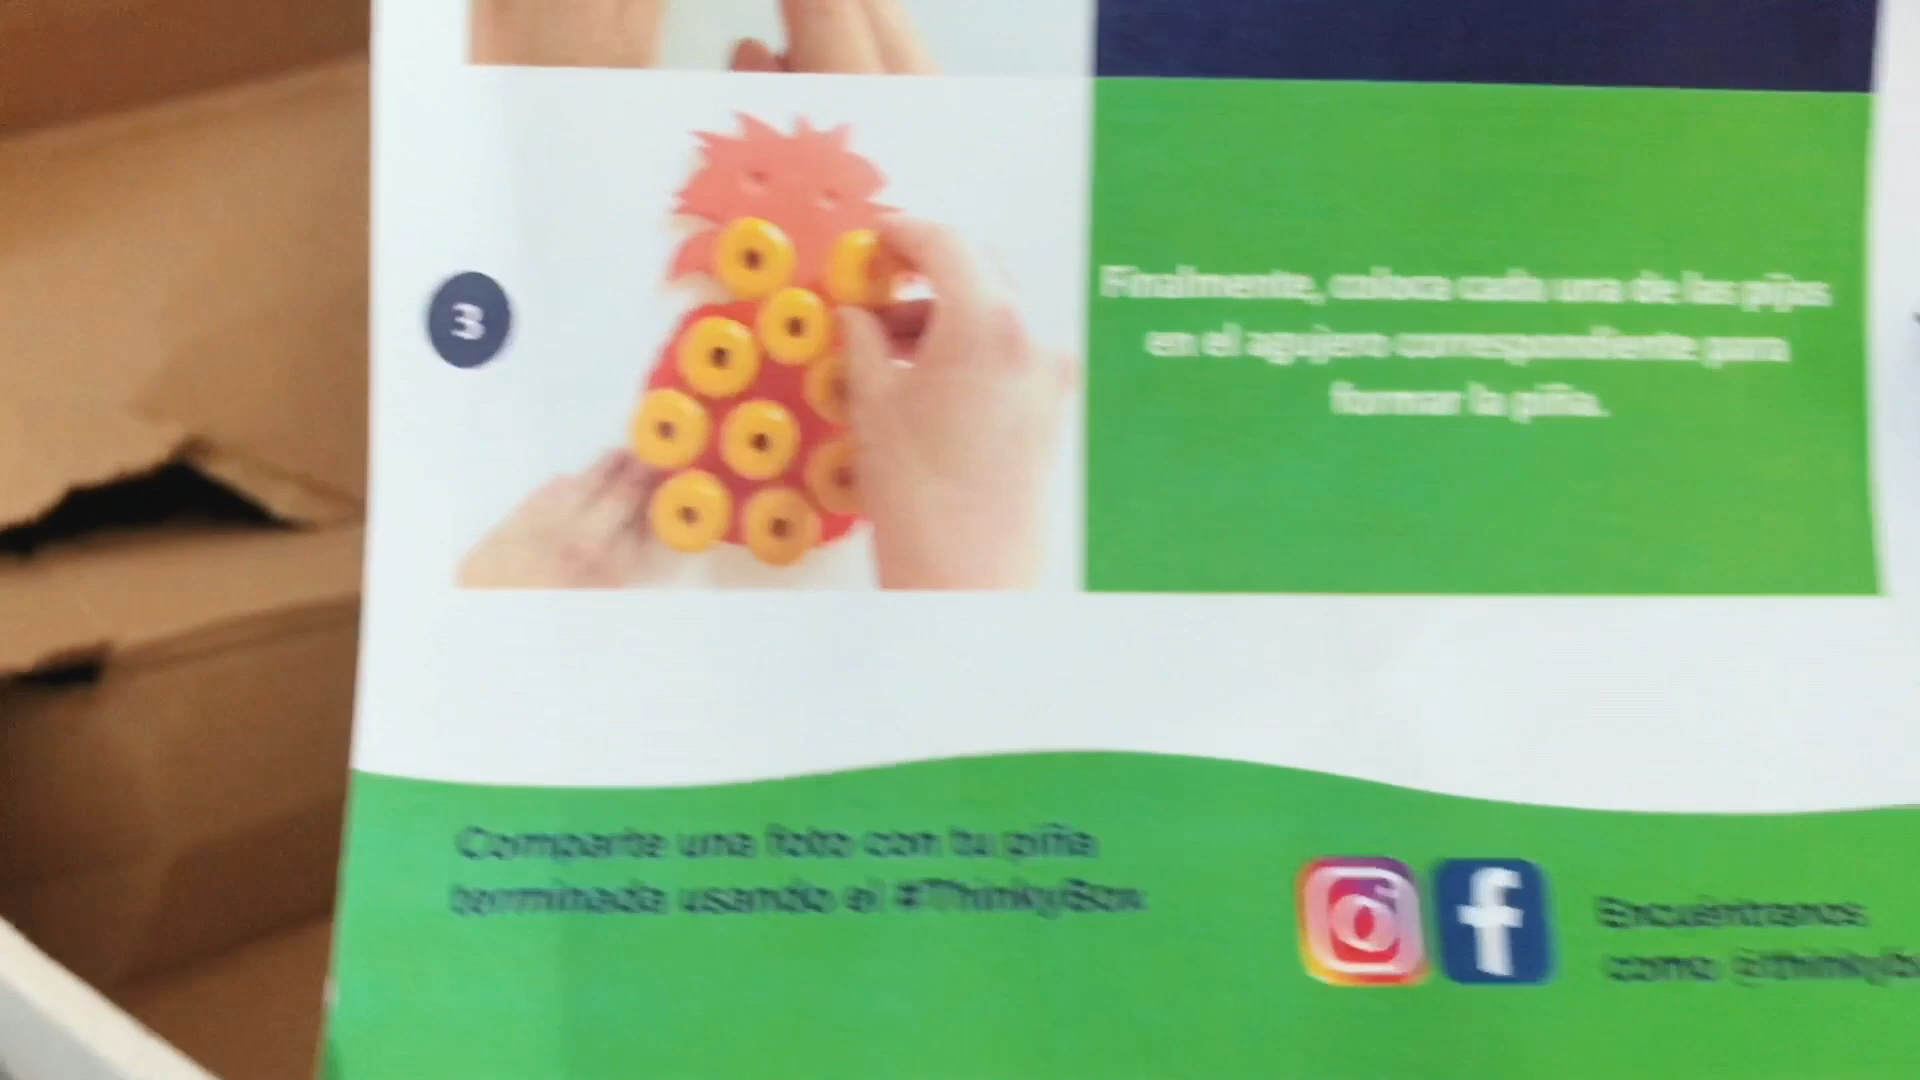 3
Finalmente, coloca cada una de las pijas
en el agujero correspondiente para
formar la piña.
Comparte una foto con tu piña
terminada usando el #ThinkyBox
Encuéntranos
como